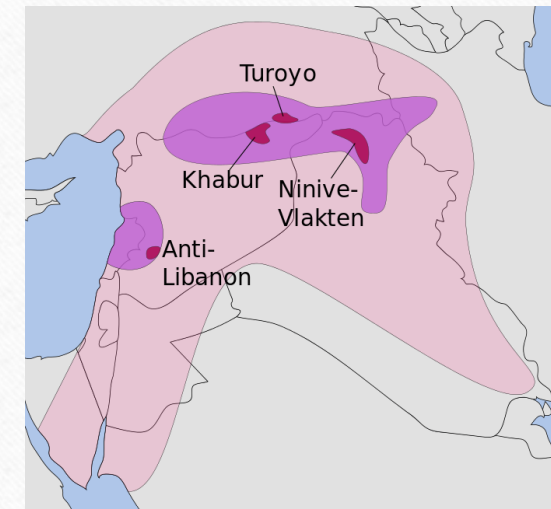 Turoyo
Khabur
Ninive-
Vlakten
Anti-
Libanon